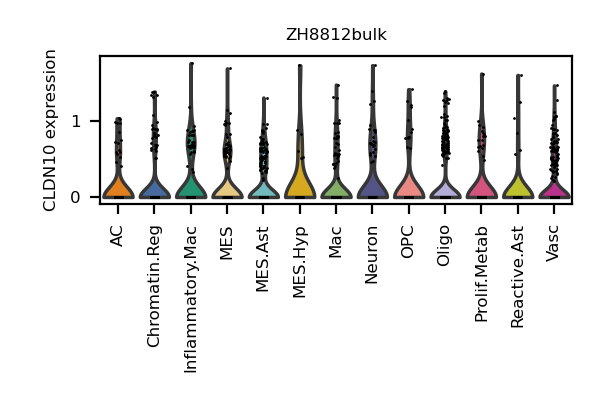 ZH8812bulk
CLDN10 expression
1
0
AC
Chromatin.Reg
Inflammatory.Mac
MES
MES.Ast
MES.Hyp
Mac
Neuron
OPC
Oligo
Prolif.Metab
Reactive.Ast
Vasc